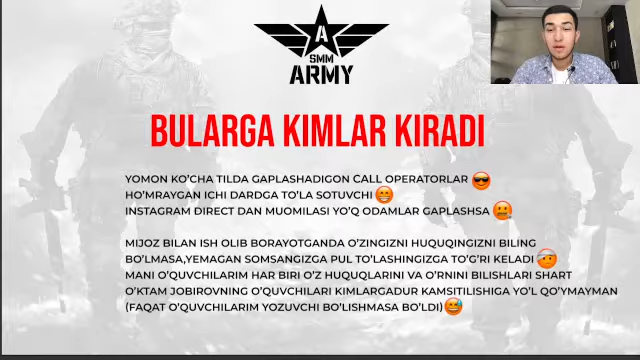 A
SMM
ARMY
BULARGA KIMLAR KIRADI
YOMON KO'CHA TILDA GAPLASHADIGON CALL OPERATORLAR
HO'MRAYGAN ICHI DARDGA TO'LA SOTUVCHI
INSTAGRAM DIRECT DAN MUOMILASI YO'Q ODAMLAR GAPLASHSA
MIJOZ BILAN ISH OLIB BORAYOTGANDA O'ZINGIZNI HUQUQINGIZNI BILING
BO'LMASA,YEMAGAN SOMSANGIZGA PUL TO'LASHINGIZGA TO'G'RI KELADI
MANI O'QUVCHILARIM HAR BIRI O'Z HUQUQLARINI VA O'RNINI BILISHLARI SHART
O'KTAM JOBIROVNING O'QUVCHILARI KIMLARGADUR KAMSITILISHIGA YO'L QO'YMAYMAN
(FAQAT O'QUVCHILARIM YOZUVCHI BO'LISHMASA BO'LDI)